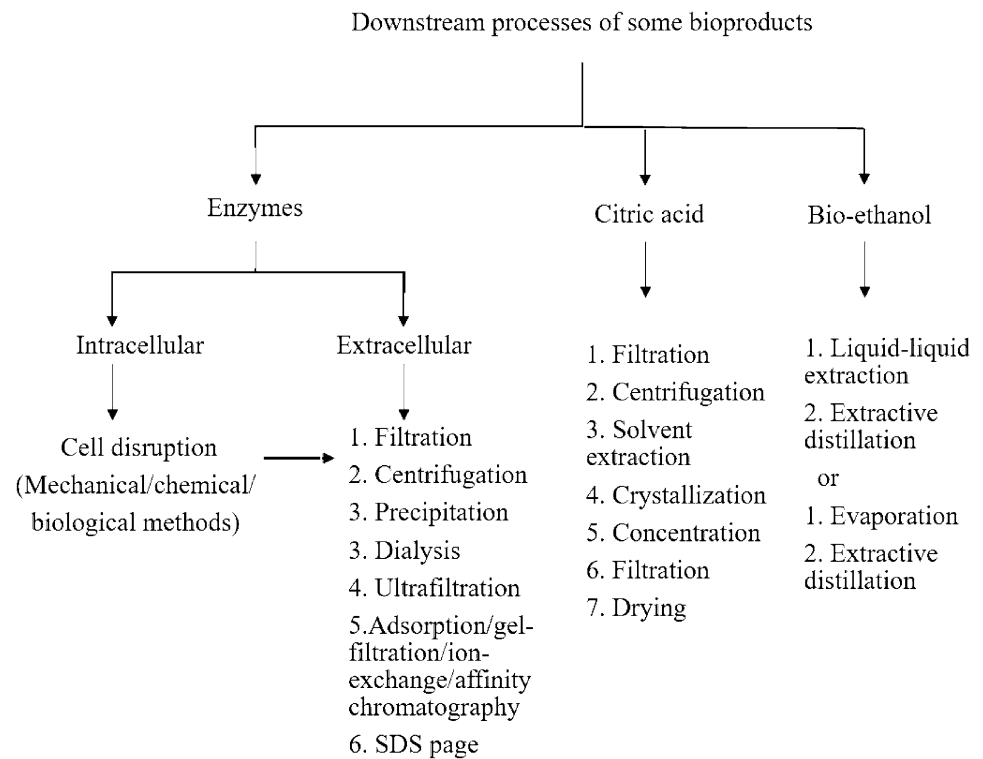 Downstream processes of some bioproducts
Enzymes
Citric acid
Bio-ethanol
Intracellular
Extracellular
Cell disruption
(Mechanical/chemical/
biological methods)
1. Filtration
2. Centrifugation
3. Precipitation
3. Dialysis
4. Ultrafiltration
5.Adsorption/gel-
filtration/ion-
exchange/affinity
chromatography
6. SDS page
1. Filtration
2. Centrifugation
3. Solvent
extraction
4. Crystallization
5. Concentration
6. Filtration
7. Drying
1. Liquid-liquid
extraction
2. Extractive
distillation
or
1. Evaporation
2. Extractive
distillation